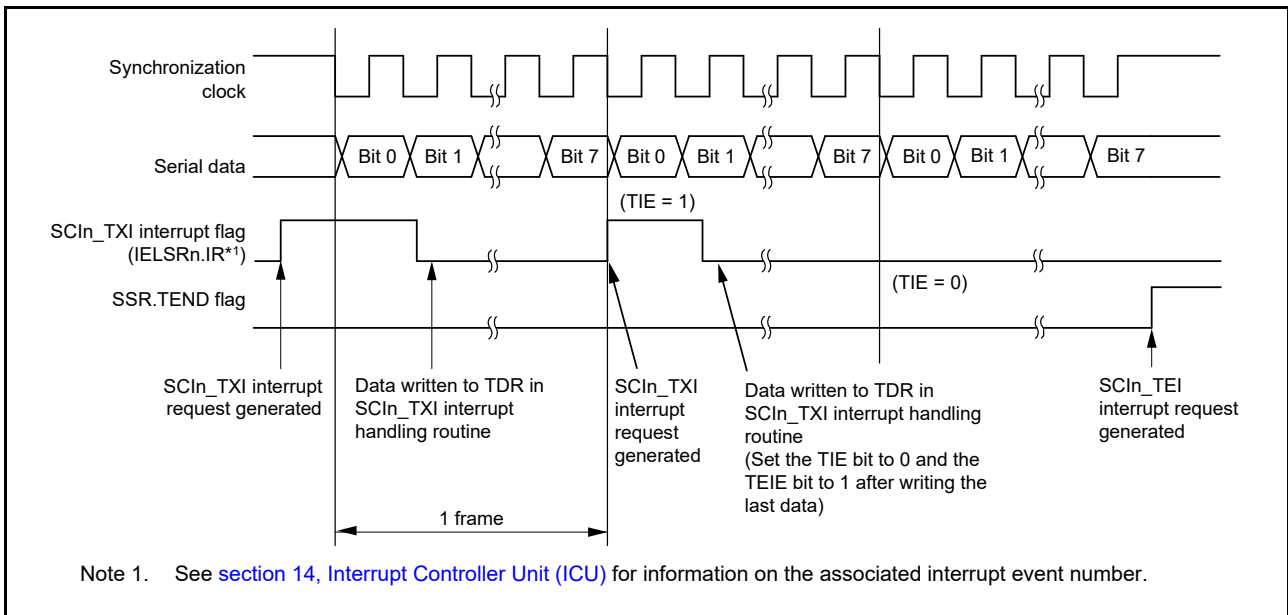 Synchronization
clock
Serial data
Bit 0
Bit 1
Bit 7
Bit 0
Bit 1
Bit 7
Bit 0
Bit 1
Bit 7
(TIE = 1)
SCIn_TXI interrupt flag
(IELSRn.IR*1)
(TIE = 0)
SSR.TEND flag
SCIn_TXI interrupt
request generated
Data written to TDR in
SCIn_TXI interrupt
handling routine
SCIn_TXI
interrupt
request
generated
Data written to TDR in
SCIn_TXI interrupt handling
routine
(Set the TIE bit to 0 and the
TEIE bit to 1 after writing the
last data)
SCIn_TEI
interrupt request
generated
1 frame
Note 1. See section 14, Interrupt Controller Unit (ICU) for information on the associated interrupt event number.